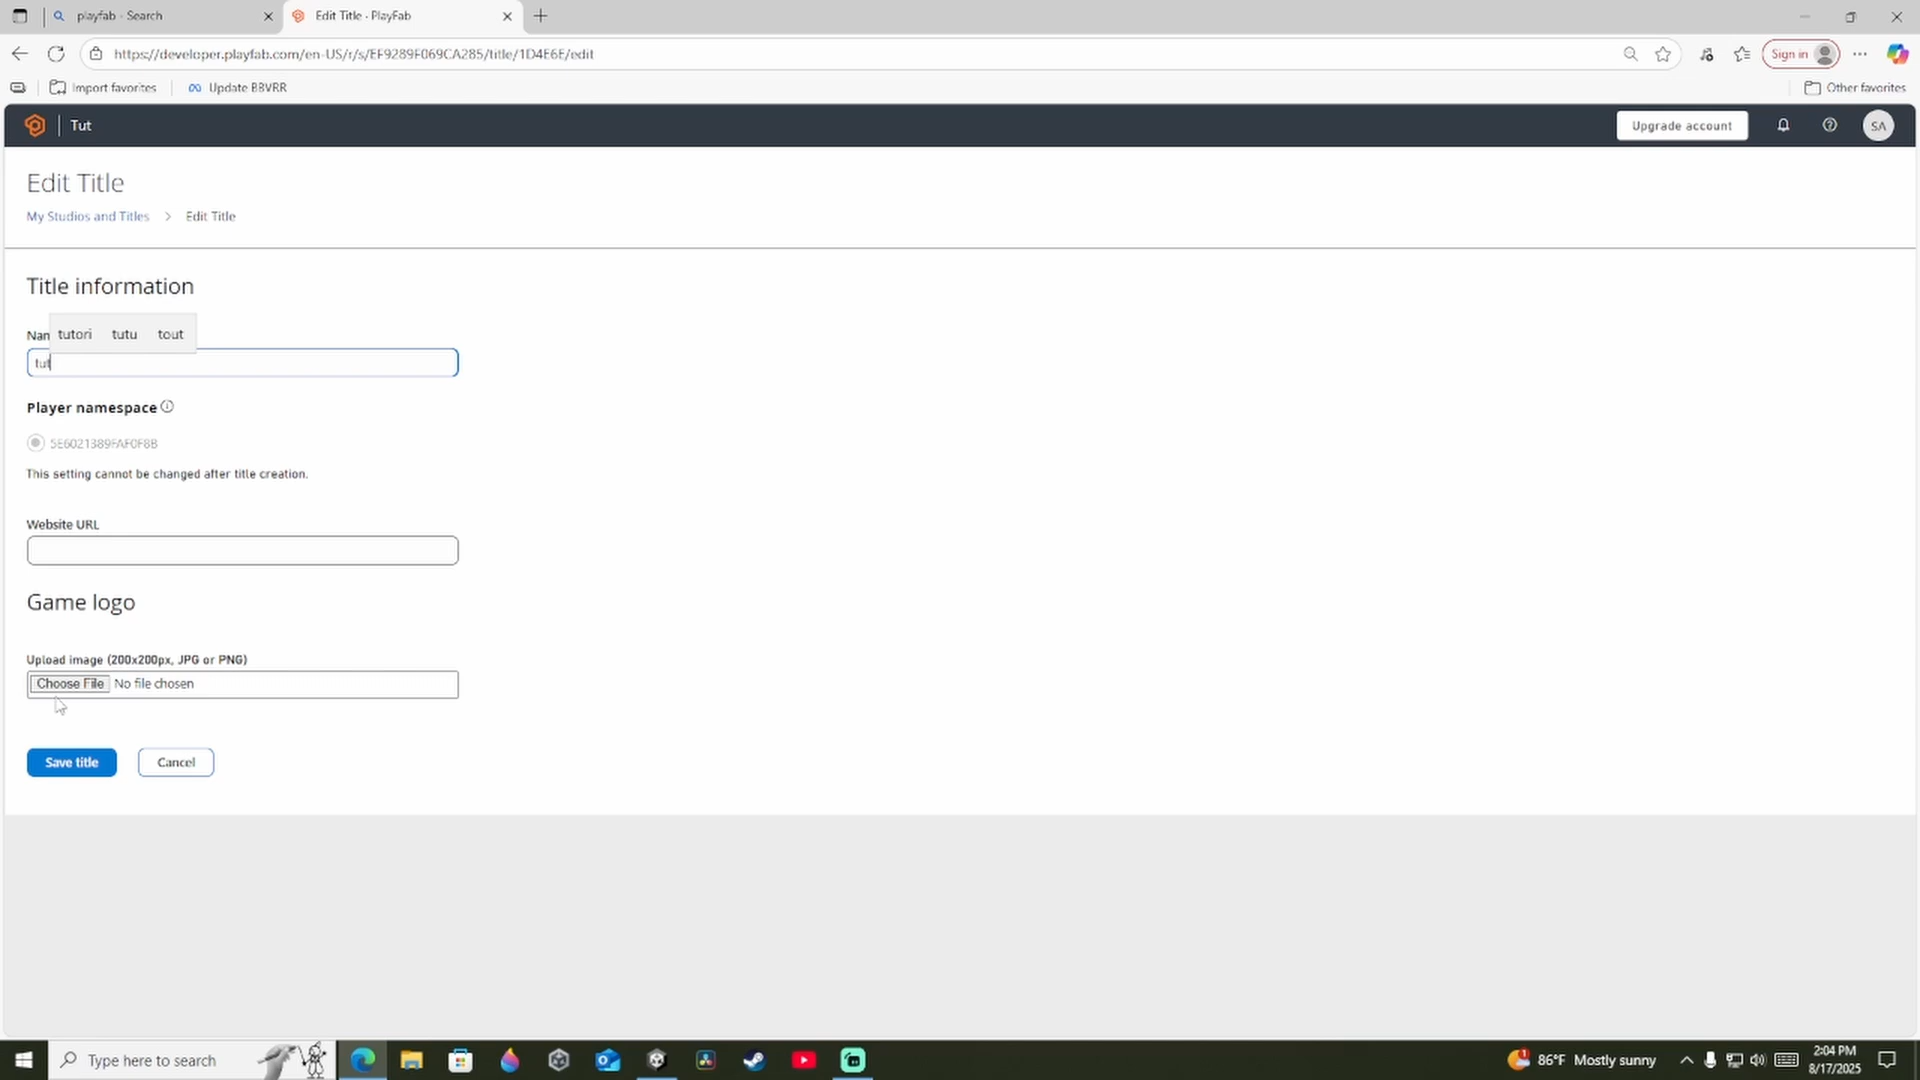 playfab - Search
Edit Title - PlayFab
https://developer.playfab.com/en-US/r/s/EF9289F069CA285/title/1D4E6E/edit
Sign in
Import favorites
Update BBVRR
Other favorites
Tut
Upgrade account
SA
Edit Title
My Studios and Titles > Edit Title
Title information
Nam
tutori tutu tout
tut
Player namespace
5E6021389FAF0F8B
This setting cannot be changed after title creation.
Website URL
Game logo
Upload image (200x200px, JPG or PNG)
Choose File No file chosen
Save title
Cancel
Type here to search
1
86°F Mostly sunny
2:04 PM
8/17/2025